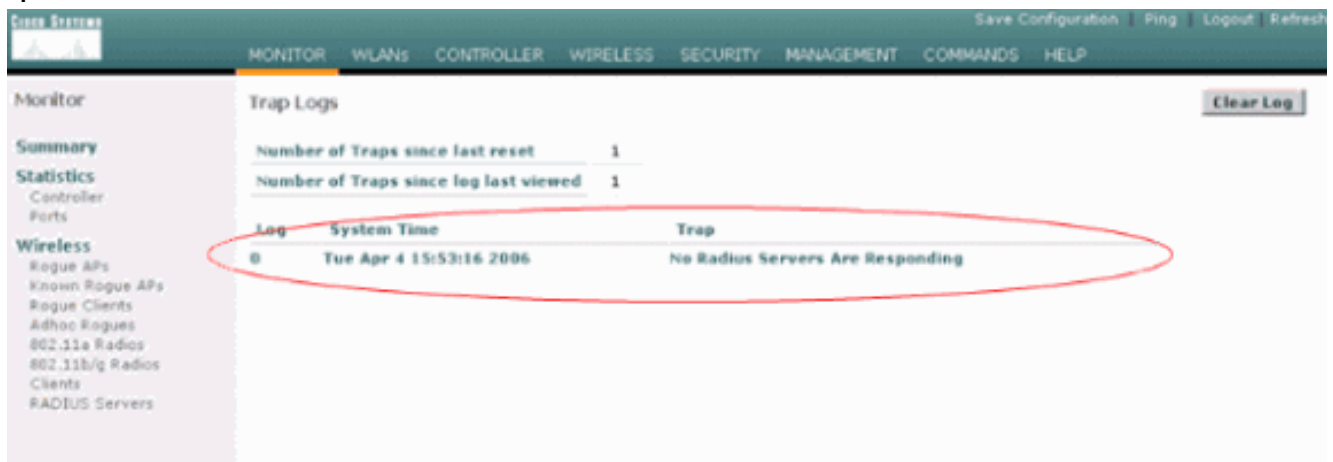 CISCO SYSTEMS
Save Configuration | Ping | Logout | Refresh
MONITOR WLANs CONTROLLER WIRELESS SECURITY MANAGEMENT COMMANDS HELP
Monitor
Summary
Statistics
Controller
Ports
Wireless
Rogue APs
Known Rogue APs
Rogue Clients
Adhoc Rogues
802.11a Radios
802.11b/g Radios
Clients
RADIUS Servers
Trap Logs
Clear Log
Number of Traps since last reset 1
Number of Traps since log last viewed 1
Log System Time Trap
0 Tue Apr 4 15:53:16 2006 No Radius Servers Are Responding